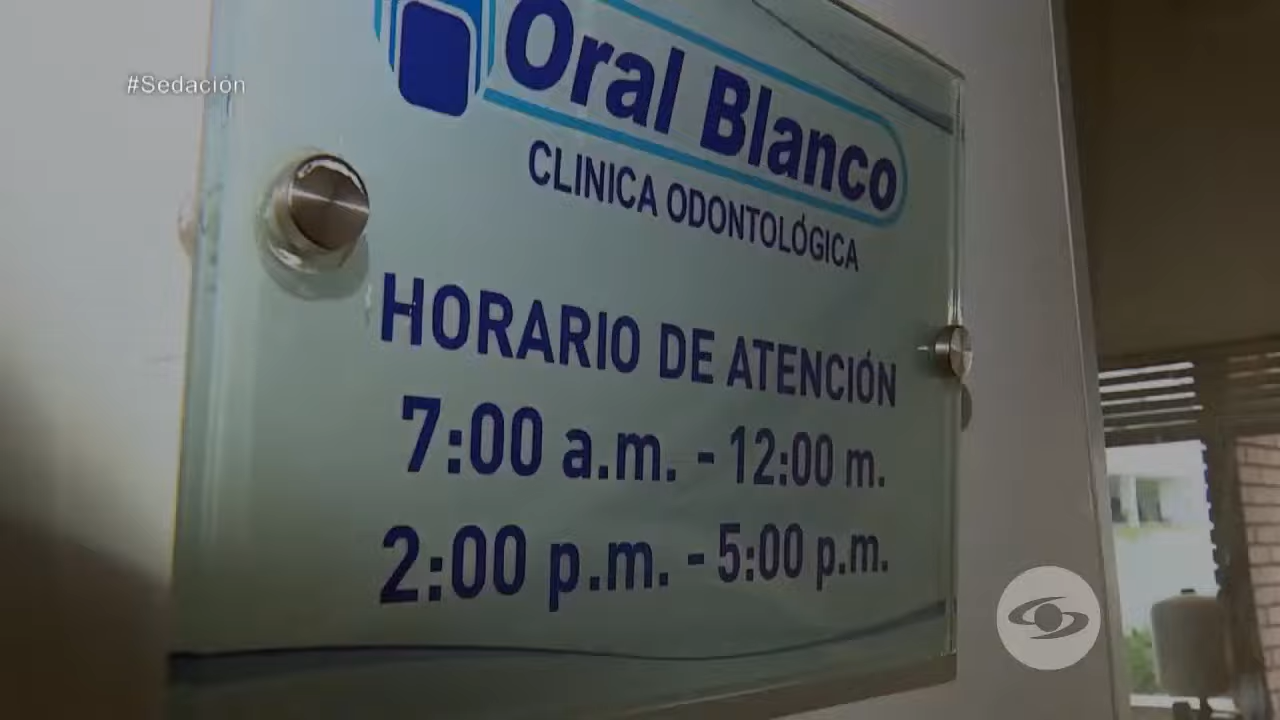 #Sedación
Oral Blanco
CLINICA ODONTOLÓGICA
HORARIO DE ATENCIÓN
7:00 a.m. - 12:00 m.
2:00 p.m. - 5:00 p.m.